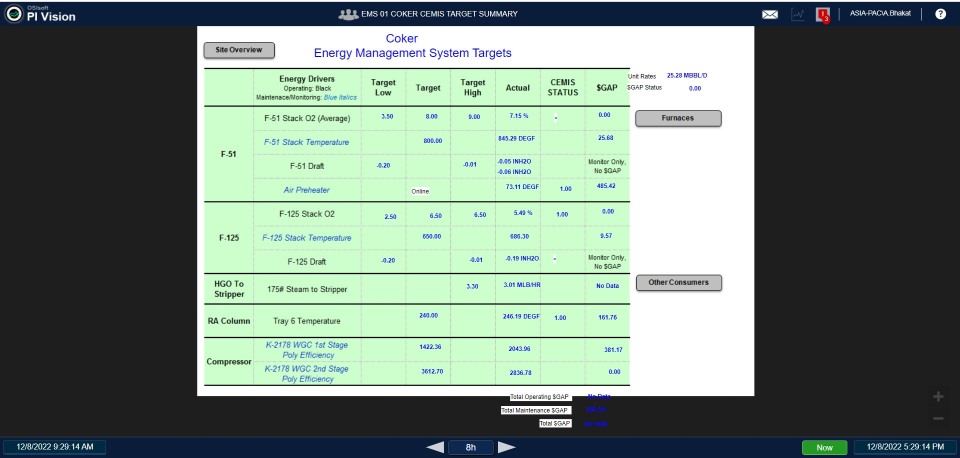 OSIsoft
PI Vision
EMS 01 COKER CEMIS TARGET SUMMARY
3
ASIA-PAC\A.Bhakat
?
Site Overview
Coker
Energy Management System Targets
Energy Drivers
Operating: Black
Maintenace/Monitoring: Blue Italics
Target Low
Target
Target High
Actual
CEMIS STATUS
$GAP
Unit Rates 25.28 MBBL/D
$GAP Status 0.00
F-51
F-51 Stack O2 (Average) 3.50 8.00 9.00 7.15 % - 0.00
Furnaces
F-51 Stack Temperature 800.00 845.29 DEGF 25.68
F-51 Draft -0.20 -0.01 -0.05 INH2O
-0.06 INH2O
Monitor Only,
No $GAP
Air Preheater Online 73.11 DEGF 1.00 485.42
F-125
F-125 Stack O2 2.50 6.50 6.50 5.49 % 1.00 0.00
F-125 Stack Temperature 650.00 686.30 9.57
F-125 Draft -0.20 -0.01 -0.19 INH2O -
Monitor Only,
No $GAP
HGO To
Stripper
175# Steam to Stripper 3.30 3.01 MLB/HR No Data
Other Consumers
RA Column Tray 6 Temperature 240.00 246.19 DEGF 1.00 161.76
Compressor
K-2178 WGC 1st Stage
Poly Efficiency
1422.36 2043.96 381.17
K-2178 WGC 2nd Stage
Poly Efficiency
3612.70 2836.78 0.00
Total Operating $GAP No Data
Total Maintenance $GAP
Total $GAP
12/8/2022 9:29:14 AM
8h
Now
12/8/2022 5:29:14 PM